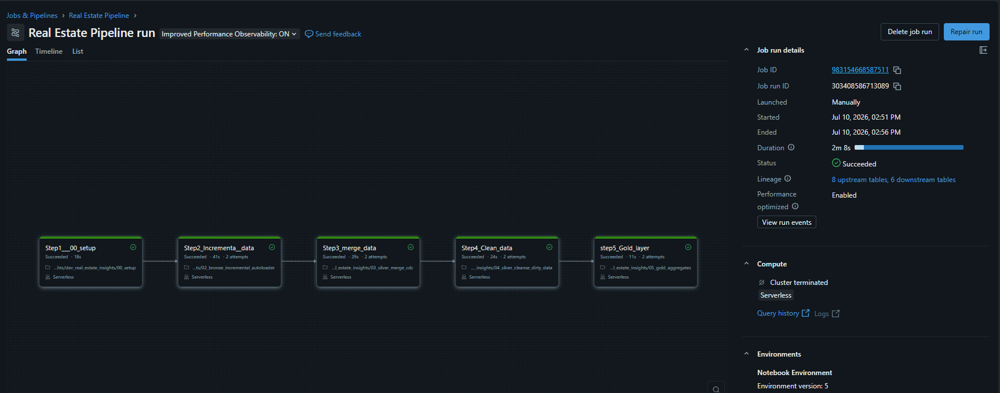 Jobs & Pipelines › Real Estate Pipeline ›
Real Estate Pipeline run
Improved Performance Observability: ON
Send feedback
Delete job run
Repair run
Graph
Timeline
List
Step1___00_setup
Succeeded · 18s
...hts/dev_real_estate_insights/00_setup
Serverless
Step2_Incrementa__data
Succeeded · 41s · 2 attempts
...ts/02_bronze_incremental_autoloader
Serverless
Step3_merge_data
Succeeded · 29s · 2 attempts
...l_estate_insights/03_silver_merge_cdc
Serverless
Step4_Clean_data
Succeeded · 24s · 2 attempts
..._insights/04_silver_cleanse_dirty_data
Serverless
step5_Gold_layer
Succeeded · 11s · 2 attempts
...l_estate_insights/05_gold_aggregates
Serverless
Job run details
Job ID 983154668587511
Job run ID 303408586713089
Launched Manually
Started Jul 10, 2026, 02:51 PM
Ended Jul 10, 2026, 02:56 PM
Duration 2m 8s
Status Succeeded
Lineage 8 upstream tables, 6 downstream tables
Performance Enabled
optimized
View run events
Compute
Cluster terminated
Serverless
Query history Logs
Environments
Notebook Environment
Environment version: 5